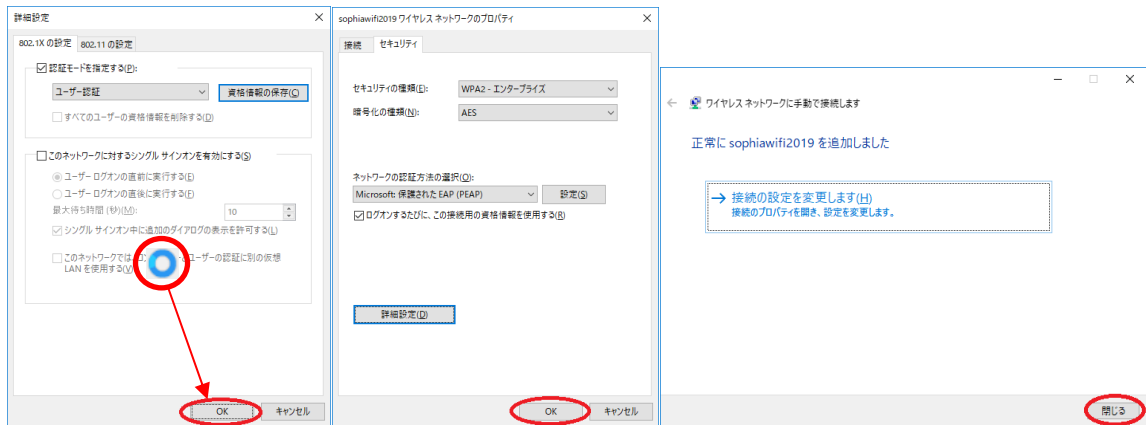 詳細設定
802.1X の設定 802.11 の設定
認証モードを指定する(P):
ユーザー認証 資格情報の保存(C)
すべてのユーザーの資格情報を削除する(D)
このネットワークに対するシングル サインオンを有効にする(S)
ユーザー ログオンの直前に実行する(E)
ユーザー ログオンの直後に実行する(F)
最大待ち時間 (秒)(M): 10
シングル サインオン中に追加のダイアログの表示を許可する(L)
このネットワークでは、 ユーザーの認証に別の仮想
LAN を使用する(V)
OK キャンセル
sophiawifi2019 ワイヤレス ネットワークのプロパティ
接続 セキュリティ
セキュリティの種類(E): WPA2 - エンタープライズ
暗号化の種類(N): AES
ネットワークの認証方法の選択(O):
Microsoft: 保護された EAP (PEAP) 設定(S)
ログオンするたびに、この接続用の資格情報を使用する(R)
詳細設定(D)
OK キャンセル
ワイヤレス ネットワークに手動で接続します
正常に sophiawifi2019 を追加しました
接続の設定を変更します(H)
接続のプロパティを開き、設定を変更します。
閉じる